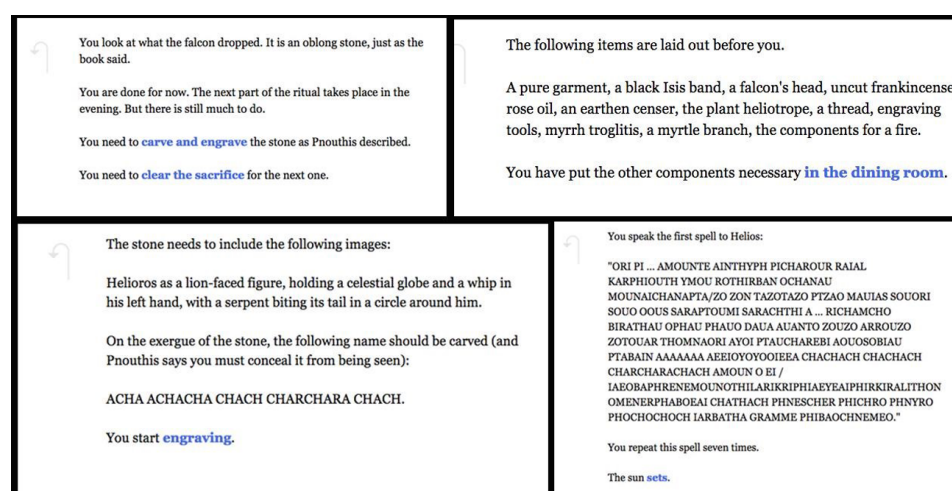 You look at what the falcon dropped. It is an oblong stone, just as the
book said.
You are done for now. The next part of the ritual takes place in the
evening. But there is still much to do.
You need to carve and engrave the stone as Pnouthis described.
You need to clear the sacrifice for the next one.
The following items are laid out before you.
A pure garment, a black Isis band, a falcon's head, uncut frankincense
rose oil, an earthen censer, the plant heliotrope, a thread, engraving
tools, myrrh troglitis, a myrtle branch, the components for a fire.
You have put the other components necessary in the dining room.
The stone needs to include the following images:
Helioros as a lion-faced figure, holding a celestial globe and a whip in
his left hand, with a serpent biting its tail in a circle around him.
On the exergue of the stone, the following name should be carved (and
Pnouthis says you must conceal it from being seen):
ACHA ACHACHA CHACH CHARCHARA CHACH.
You start engraving.
You speak the first spell to Helios:
"ORI PI ... AMOUNTE AINTHYPH PICHAROUR RAIAL
KARPHIOUTH YMOU ROTHIRBAN OCHANAU
MOUNAICHANAPTA/ZO ZON TAZOTAZO PTZAO MAUIAS SOUORI
SOUO OOUS SARAPTOUMI SARACHTHI A ... RICHAMCHO
BIRATHAU OPHAU PHAUO DAUA AUANTO ZOUZO ARROUZO
ZOTOUAR THOMNAORI AYOI PTAUCHAREBI AOUOSOBIAU
PTABAIN AAAAAAA AEEIOYOYOOIEEA CHACHACH CHACHACH
CHARCHARACHACH AMOUN O EI /
IAEOBAPHRENEMOUNOTHILARIKRIPHIAEYEAIPHIRKIRALITHON
OMENERPHABOEAI CHATHACH PHNESCHER PHICHRO PHNYRO
PHOCHOCHOCH IARBATHA GRAMME PHIBAOCHNEMEO."
You repeat this spell seven times.
The sun sets.